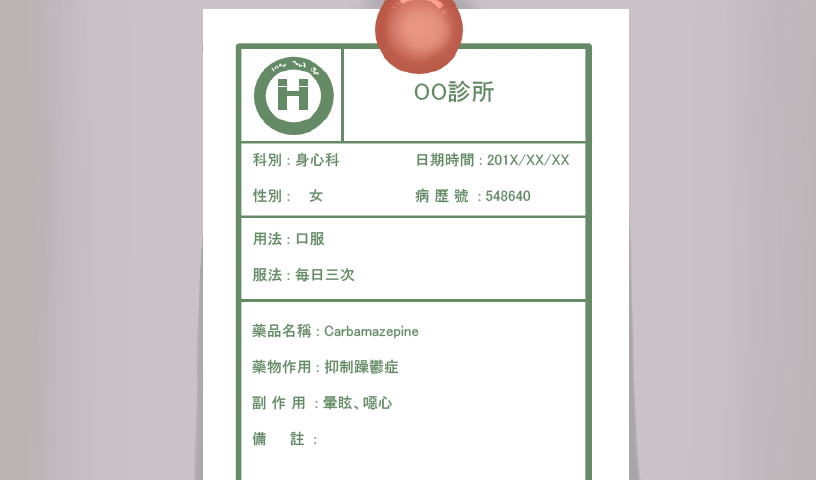 OO診所
科別：身心科　日期時間：201X/XX/XX
性別：　女　病歷號：548640
用法：口服
服法：每日三次
藥品名稱：Carbamazepine
藥物作用：抑制躁鬱症
副作用：暈眩、噁心
備　註：